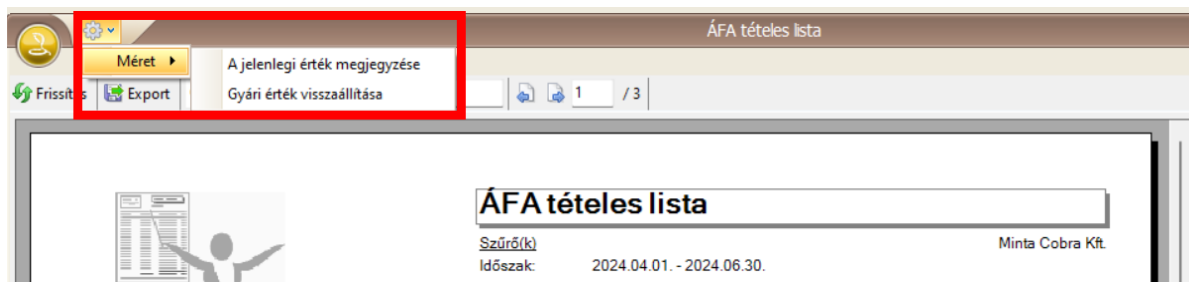 ÁFA tételes lista
Méret
A jelenlegi érték megjegyzése
Gyári érték visszaállítása
Frissítés Export 1 / 3
ÁFA tételes lista
Szűrő(k) Minta Cobra Kft.
Időszak: 2024.04.01. - 2024.06.30.